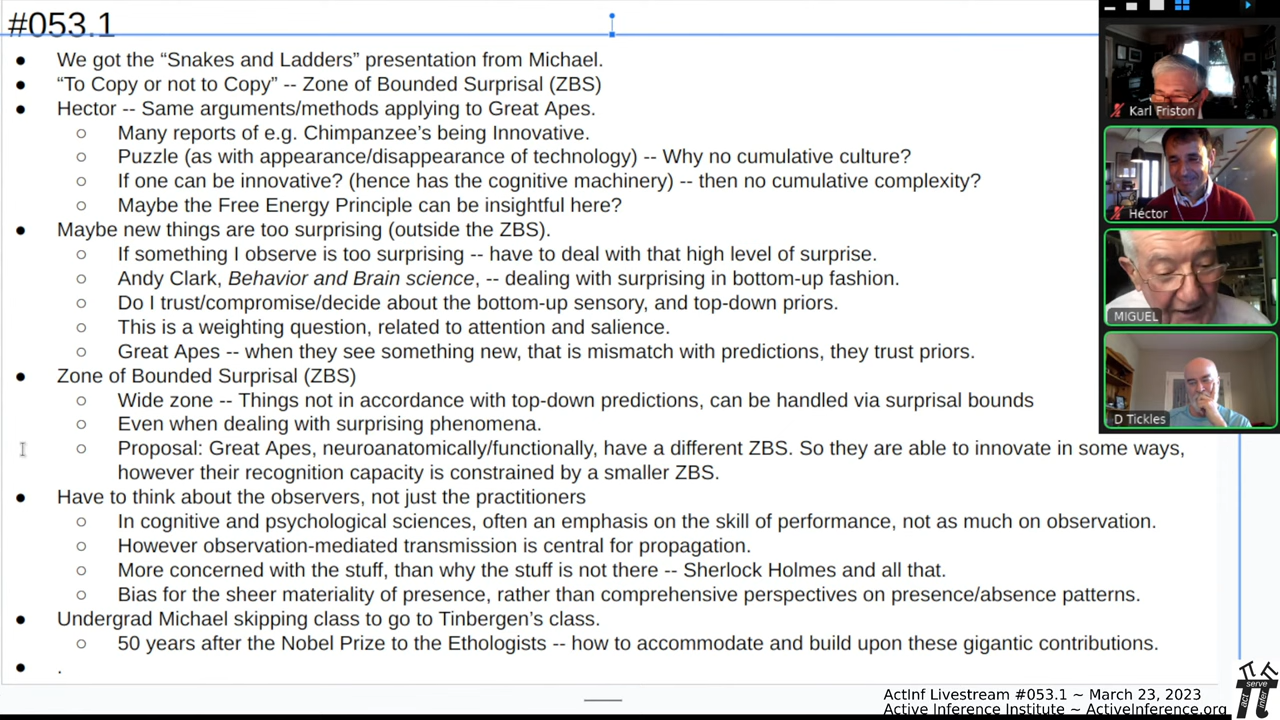 #053.1
● We got the “Snakes and Ladders” presentation from Michael.
● “To Copy or not to Copy” -- Zone of Bounded Surprisal (ZBS)
● Hector -- Same arguments/methods applying to Great Apes.
○ Many reports of e.g. Chimpanzee’s being Innovative.
○ Puzzle (as with appearance/disappearance of technology) -- Why no cumulative culture?
○ If one can be innovative? (hence has the cognitive machinery) -- then no cumulative complexity?
○ Maybe the Free Energy Principle can be insightful here?
● Maybe new things are too surprising (outside the ZBS).
○ If something I observe is too surprising -- have to deal with that high level of surprise.
○ Andy Clark, Behavior and Brain science, -- dealing with surprising in bottom-up fashion.
○ Do I trust/compromise/decide about the bottom-up sensory, and top-down priors.
○ This is a weighting question, related to attention and salience.
○ Great Apes -- when they see something new, that is mismatch with predictions, they trust priors.
● Zone of Bounded Surprisal (ZBS)
○ Wide zone -- Things not in accordance with top-down predictions, can be handled via surprisal bounds
○ Even when dealing with surprising phenomena.
○ Proposal: Great Apes, neuroanatomically/functionally, have a different ZBS. So they are able to innovate in some ways,
however their recognition capacity is constrained by a smaller ZBS.
● Have to think about the observers, not just the practitioners
○ In cognitive and psychological sciences, often an emphasis on the skill of performance, not as much on observation.
○ However observation-mediated transmission is central for propagation.
○ More concerned with the stuff, than why the stuff is not there -- Sherlock Holmes and all that.
○ Bias for the sheer materiality of presence, rather than comprehensive perspectives on presence/absence patterns.
● Undergrad Michael skipping class to go to Tinbergen’s class.
○ 50 years after the Nobel Prize to the Ethologists -- how to accommodate and build upon these gigantic contributions.
● .
Karl Friston
Héctor
MIGUEL
D Tickles
ActInf Livestream #053.1 ~ March 23, 2023
Active Inference Institute ~ ActiveInference.org
serve
act
infer